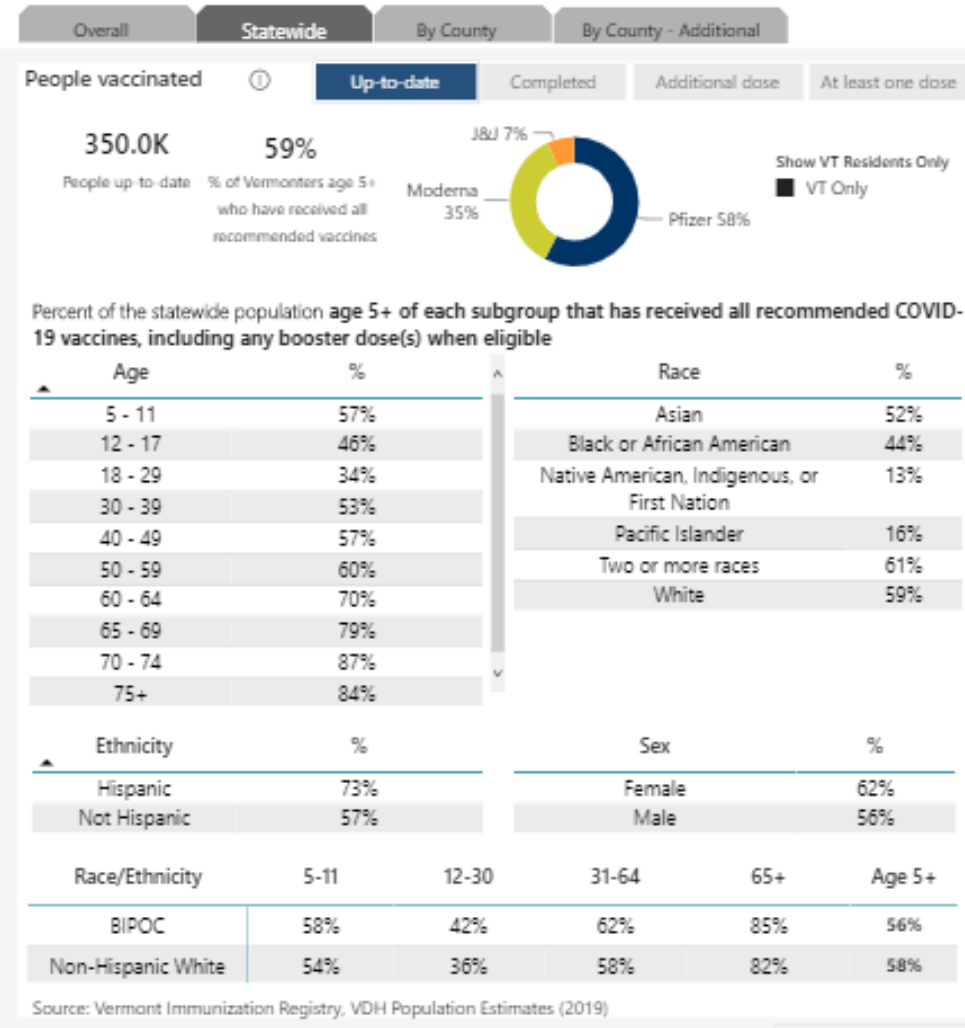 Overall Statewide By County By County - Additional
People vaccinated Up-to-date Completed Additional dose At least one dose
350.0K
People up-to-date
59%
% of Vermonters age 5+
who have received all
recommended vaccines
J&J 7%
Moderna
35%
Pfizer 58%
Show VT Residents Only
VT Only
Percent of the statewide population age 5+ of each subgroup that has received all recommended COVID-
19 vaccines, including any booster dose(s) when eligible
Age %
5 - 11 57%
12 - 17 46%
18 - 29 34%
30 - 39 53%
40 - 49 57%
50 - 59 60%
60 - 64 70%
65 - 69 79%
70 - 74 87%
75+ 84%
Race %
Asian 52%
Black or African American 44%
Native American, Indigenous, or 13%
First Nation
Pacific Islander 16%
Two or more races 61%
White 59%
Ethnicity %
Hispanic 73%
Not Hispanic 57%
Sex %
Female 62%
Male 56%
Race/Ethnicity 5-11 12-30 31-64 65+ Age 5+
BIPOC 58% 42% 62% 85% 56%
Non-Hispanic White 54% 36% 58% 82% 58%
Source: Vermont Immunization Registry, VDH Population Estimates (2019)